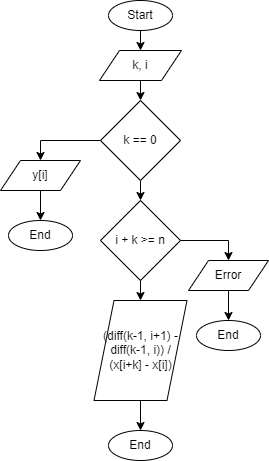 Start
k, i
k == 0
y[i]
End
i + k >= n
Error
End
(diff(k-1, i+1) -
diff(k-1, i)) /
(x[i+k] - x[i])
End